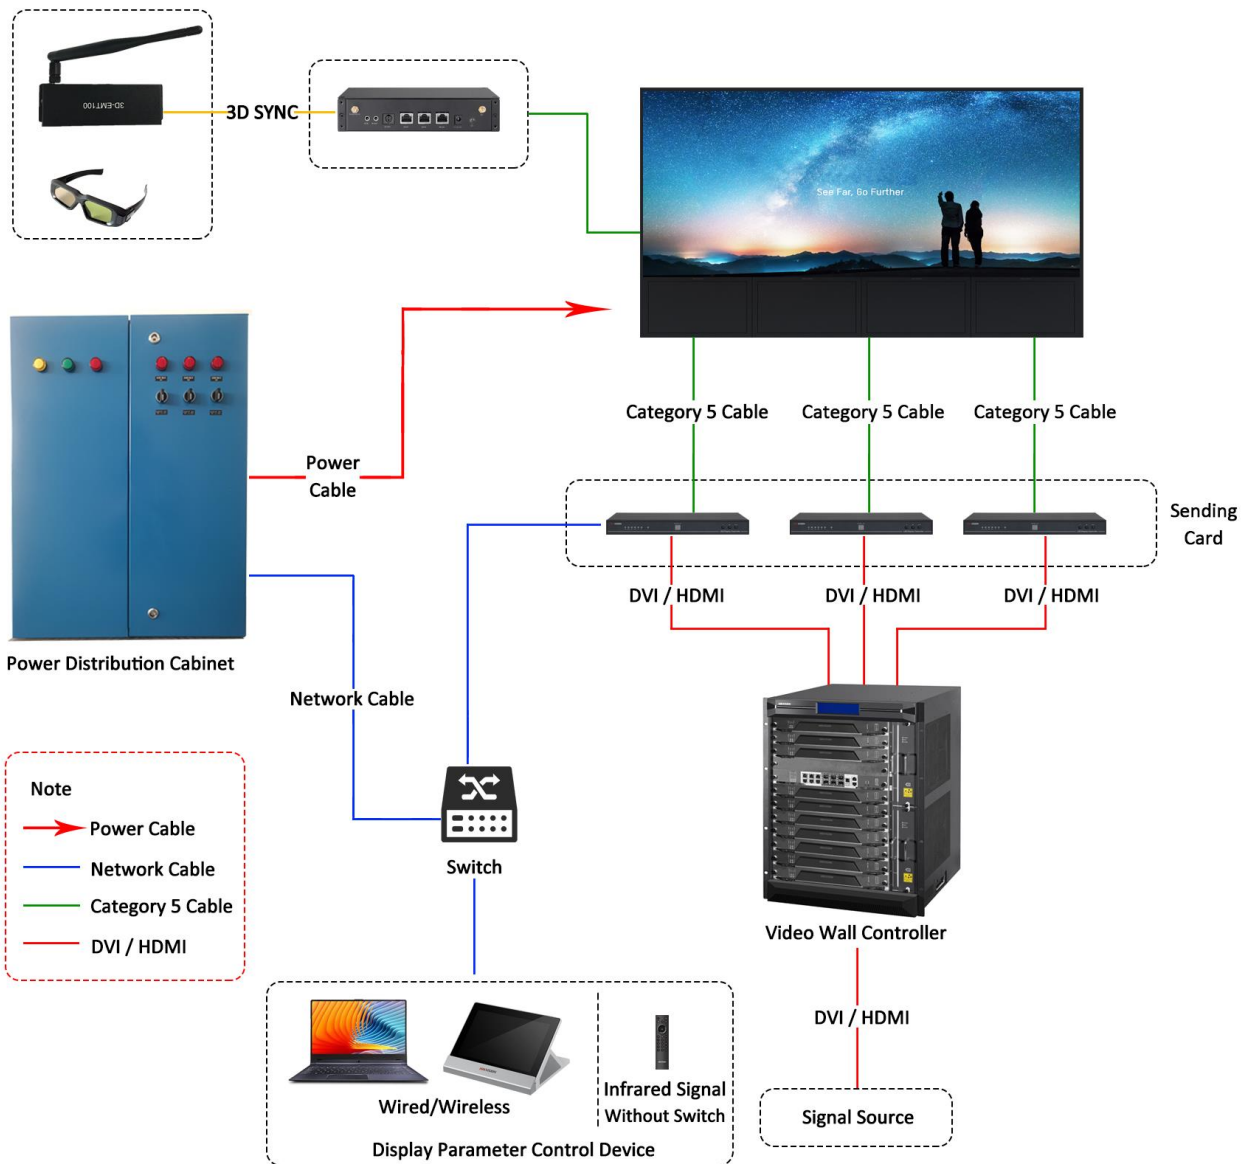 3D-EMT100
3D SYNC
See Far, Go Further
Category 5 Cable
Category 5 Cable
Category 5 Cable
Power
Cable
Sending
Card
DVI / HDMI
DVI / HDMI
DVI / HDMI
Power Distribution Cabinet
Network Cable
Note
Power Cable
Network Cable
Category 5 Cable
DVI / HDMI
Switch
Video Wall Controller
DVI / HDMI
Wired/Wireless
Infrared Signal
Without Switch
Display Parameter Control Device
Signal Source